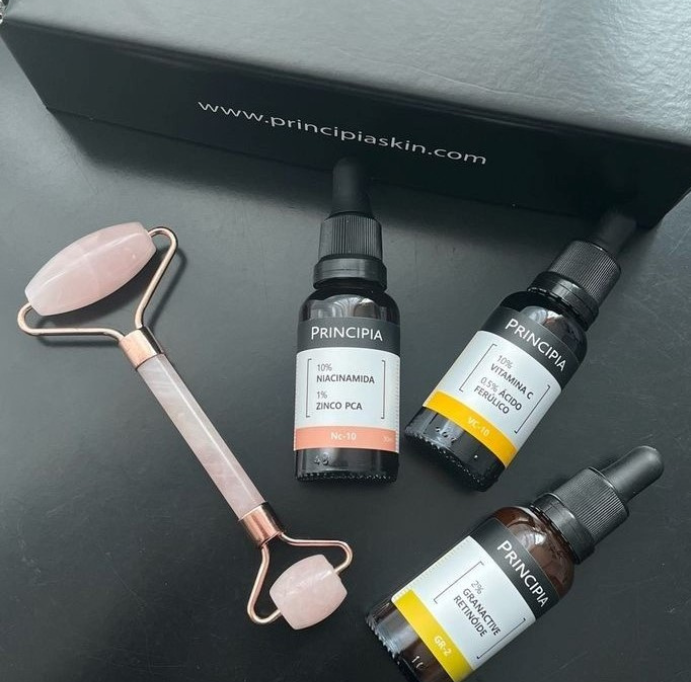 www.principiaskin.com
PRINCIPIA
10%
NIACINAMIDA
1%
ZINCO PCA
Nc-10
PRINCIPIA
10%
VITAMINA C
0.5% ÁCIDO
FERÚLICO
VC-10
PRINCIPIA
2%
GRANACTIVE
RETINÓIDE
GR-2